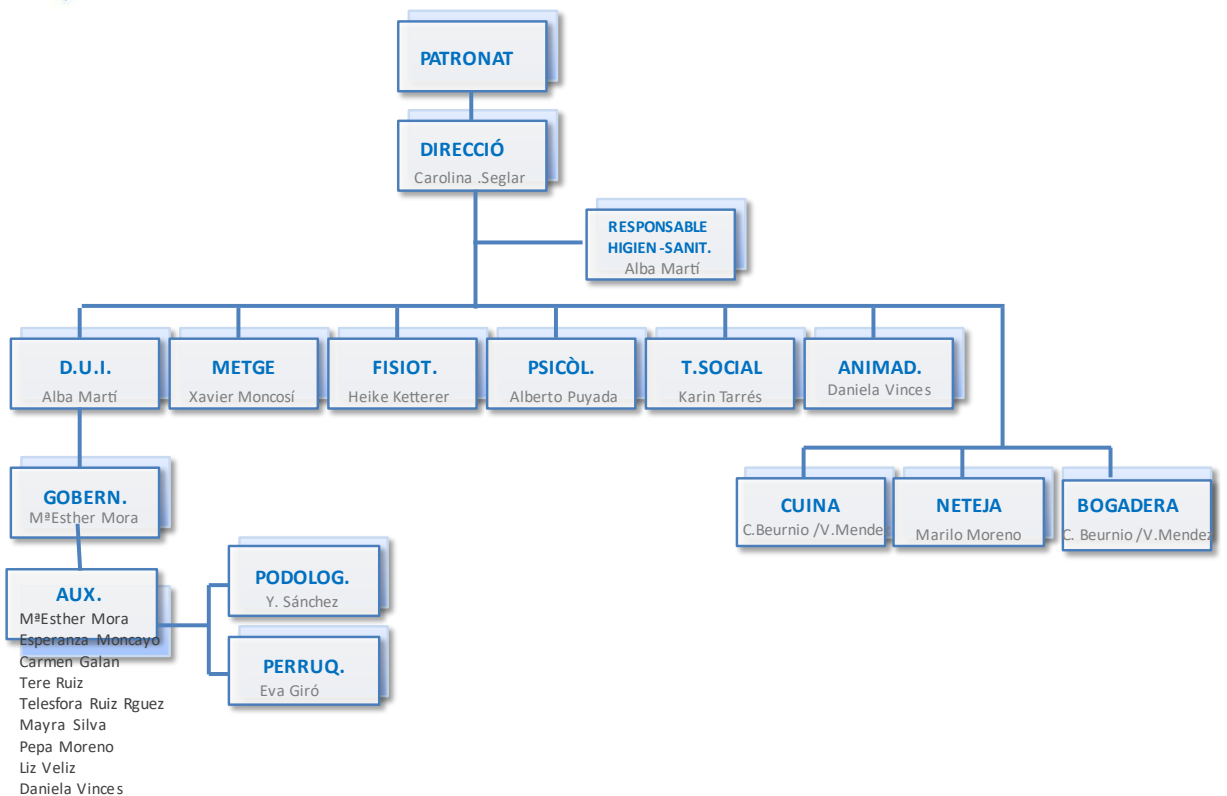 PATRONAT
DIRECCIÓ
Carolina .Seglar
RESPONSABLE
HIGIEN -SANIT.
Alba Martí
D.U.I.
Alba Martí
METGE
Xavier Moncosí
FISIOT.
Heike Ketterer
PSICÒL.
Alberto Puyada
T.SOCIAL
Karin Tarrés
ANIMAD.
Daniela Vinces
GOBERN.
MªEsther Mora
CUINA
C.Beurnio /V.Mendez
NETEJA
Marilo Moreno
BOGADERA
C. Beurnio /V.Mendez
AUX.
MªEsther Mora
Esperanza Moncayo
Carmen Galan
Tere Ruiz
Telesfora Ruiz Rguez
Mayra Silva
Pepa Moreno
Liz Veliz
Daniela Vinces
PODOLOG.
Y. Sánchez
PERRUQ.
Eva Giró